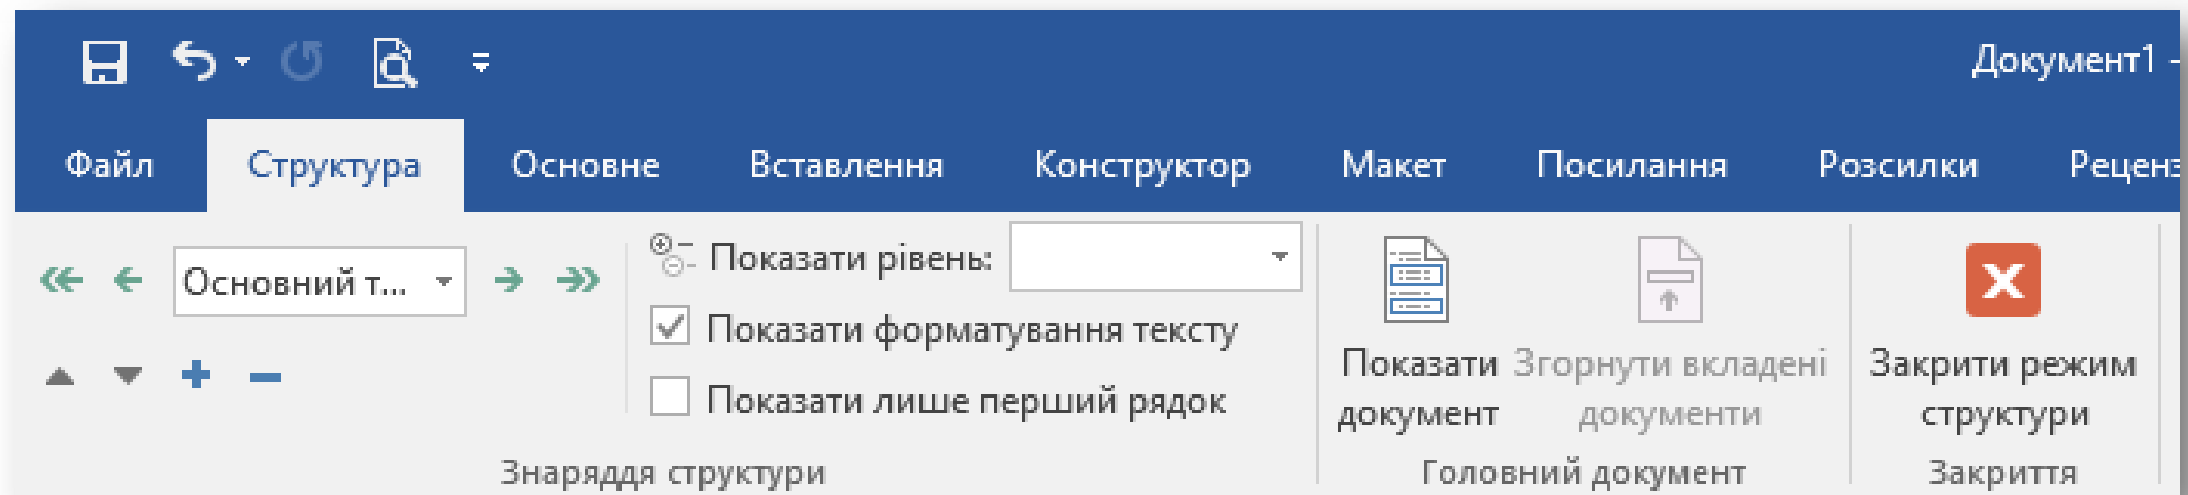 Документ1 -
Файл Структура Основне Вставлення Конструктор Макет Посилання Розсилки Реценз
Основний т...
Показати рівень:
Показати форматування тексту
Показати лише перший рядок
Знаряддя структури
Показати
документ
Згорнути вкладені
документи
Головний документ
Закрити режим
структури
Закриття